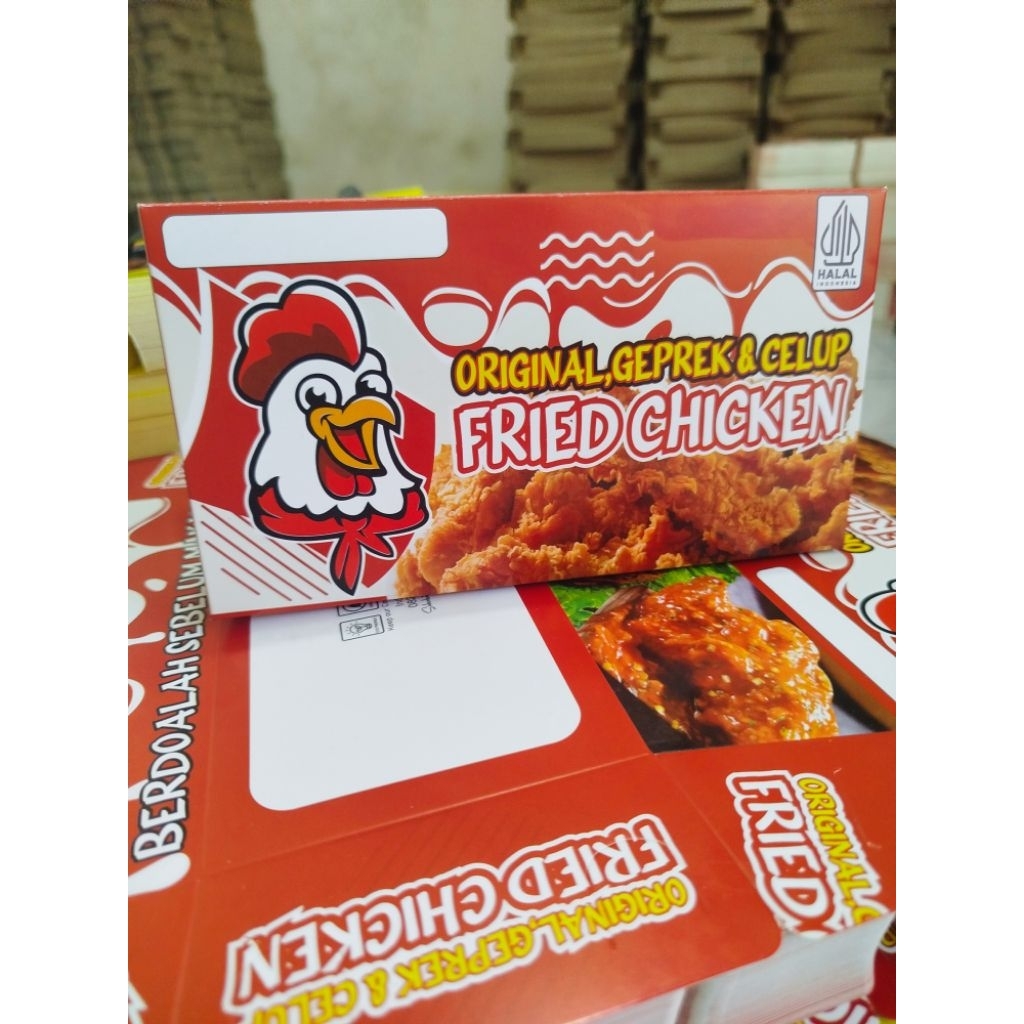 HALAL
INDONESIA
ORIGINAL,GEPREK & CELUP
FRIED CHICKEN
BERDOALAH SEBELUM
ORIGINAL,GEPREK & CELUP
FRIED CHICKEN
ORIGINAL,
FRIED